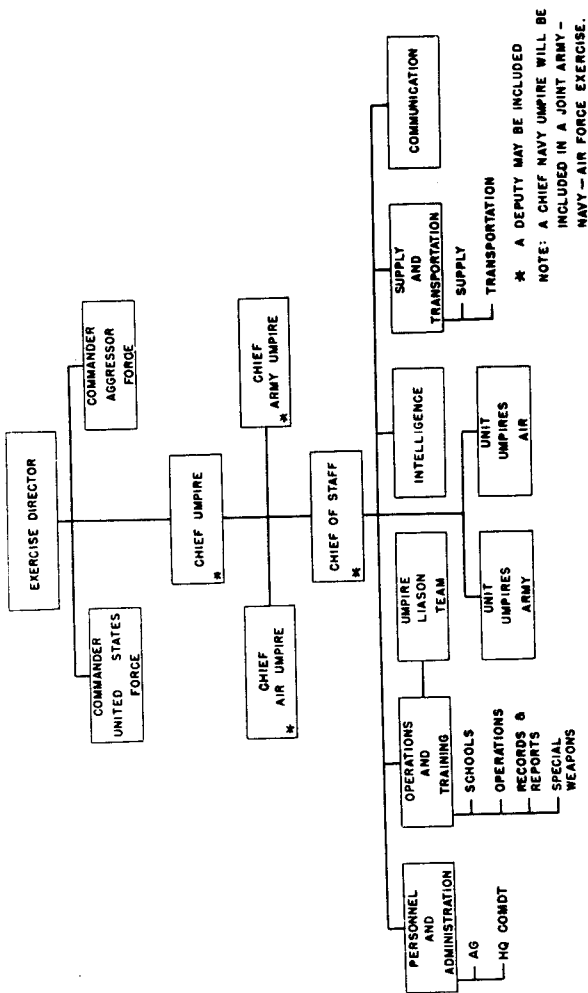 EXERCISE DIRECTOR
COMMANDER
UNITED STATES
FORCE
COMMANDER
AGGRESSOR
FORCE
CHIEF UMPIRE
*
CHIEF
AIR UMPIRE
*
CHIEF
ARMY UMPIRE
*
CHIEF OF STAFF
*
PERSONNEL
AND
ADMINISTRATION
AG
HQ COMDT
OPERATIONS
AND
TRAINING
SCHOOLS
OPERATIONS
RECORDS &
REPORTS
SPECIAL
WEAPONS
UMPIRE
LIASON
TEAM
INTELLIGENCE
SUPPLY
AND
TRANSPORTATION
SUPPLY
TRANSPORTATION
COMMUNICATION
UNIT
UMPIRES
ARMY
UNIT
UMPIRES
AIR
* A DEPUTY MAY BE INCLUDED
NOTE: A CHIEF NAVY UMPIRE WILL BE
INCLUDED IN A JOINT ARMY-
NAVY-AIR FORCE EXERCISE.